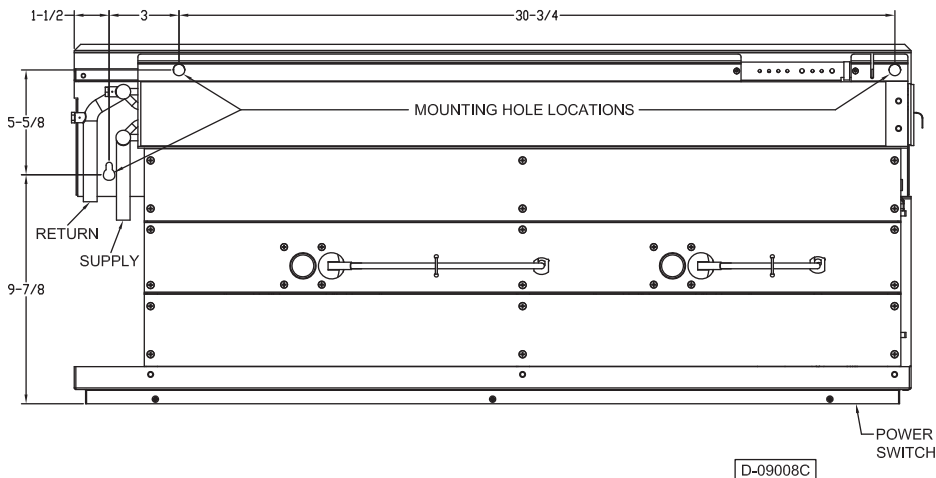 1-1/2
3
30-3/4
MOUNTING HOLE LOCATIONS
5-5/8
RETURN
SUPPLY
9-7/8
POWER
SWITCH
D-09008C